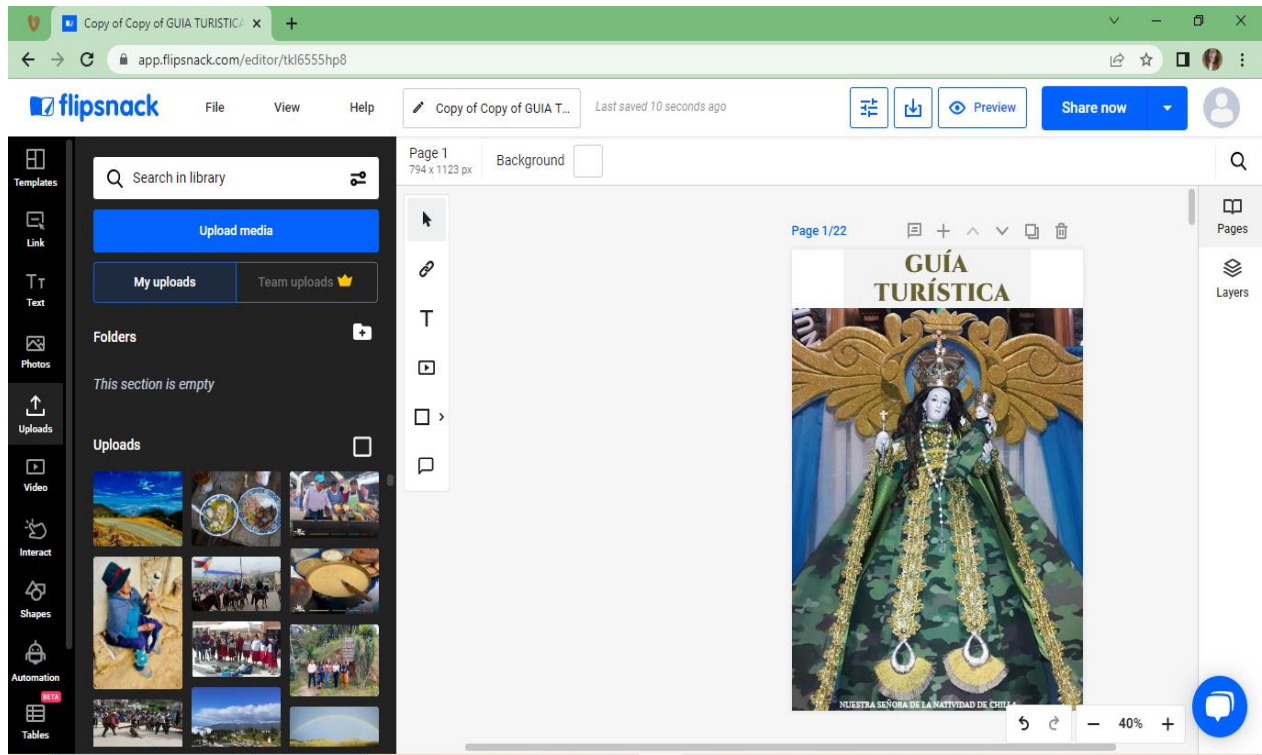 Copy of Copy of GUIA TURISTICA
app.flipsnack.com/editor/tkl6555hp8
flipsnack
File View Help
Copy of Copy of GUIA T...
Last saved 10 seconds ago
Preview
Share now
Templates
Link
Text
Photos
Uploads
Video
Interact
Shapes
Automation
BETA
Tables
Search in library
Upload media
My uploads Team uploads
Folders
This section is empty
Uploads
Page 1
794 x 1123 px
Background
Page 1/22
GUÍA
TURÍSTICA
NUESTRA SEÑORA DE LA NATIVIDAD DE CHILLA
40%
Pages
Layers